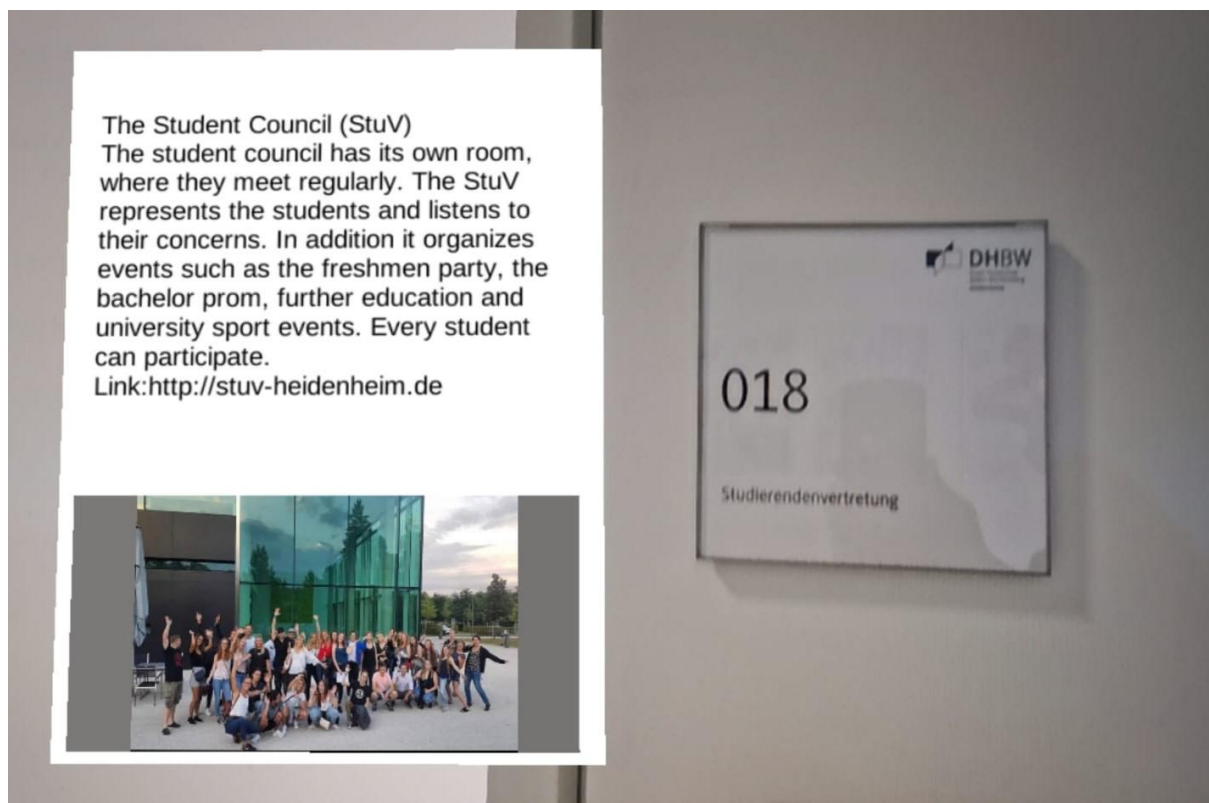 The Student Council (StuV)
The student council has its own room,
where they meet regularly. The StuV
represents the students and listens to
their concerns. In addition it organizes
events such as the freshmen party, the
bachelor prom, further education and
university sport events. Every student
can participate.
Link:http://stuv-heidenheim.de
DHBW
018
Studierendenvertretung